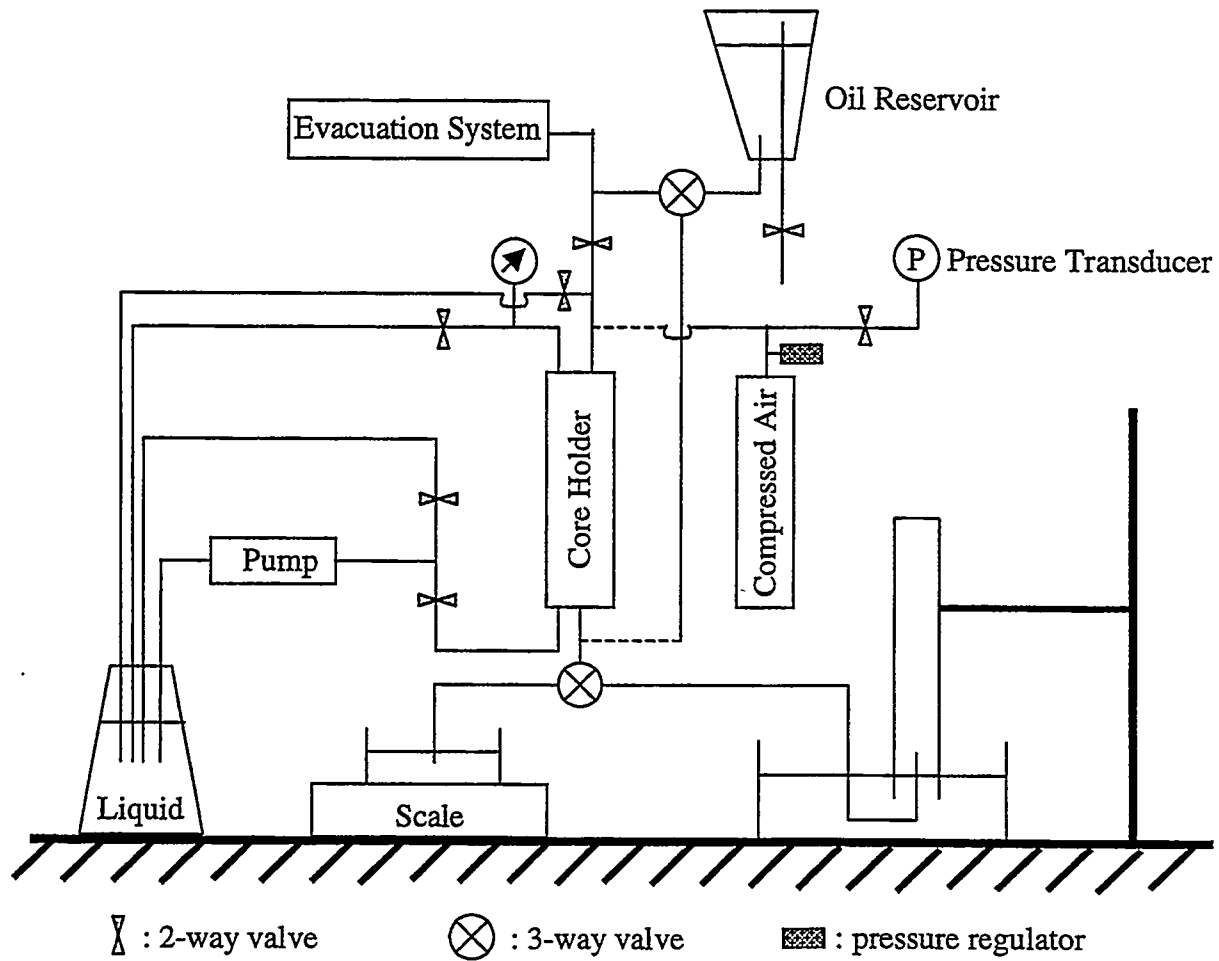 Oil Reservoir
Evacuation System
P Pressure Transducer
Core Holder
Compressed Air
Pump
Liquid
Scale
: 2-way valve
: 3-way valve
: pressure regulator